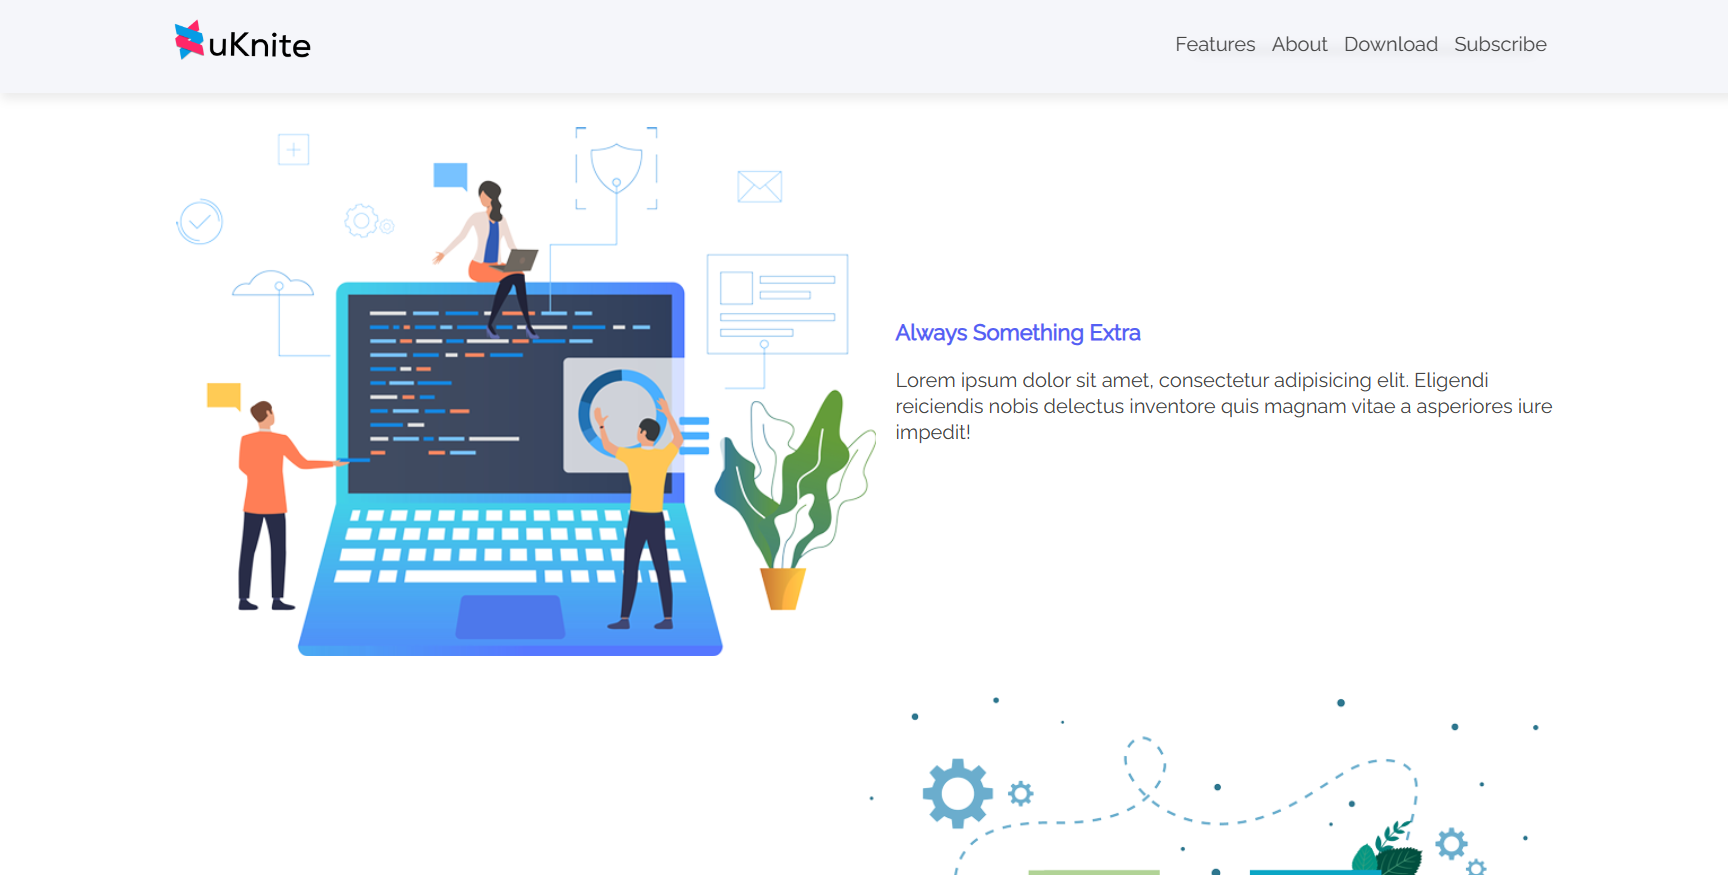 uKnite
Features About Download Subscribe
Always Something Extra
Lorem ipsum dolor sit amet, consectetur adipisicing elit. Eligendi
reiciendis nobis delectus inventore quis magnam vitae a asperiores iure
impedit!